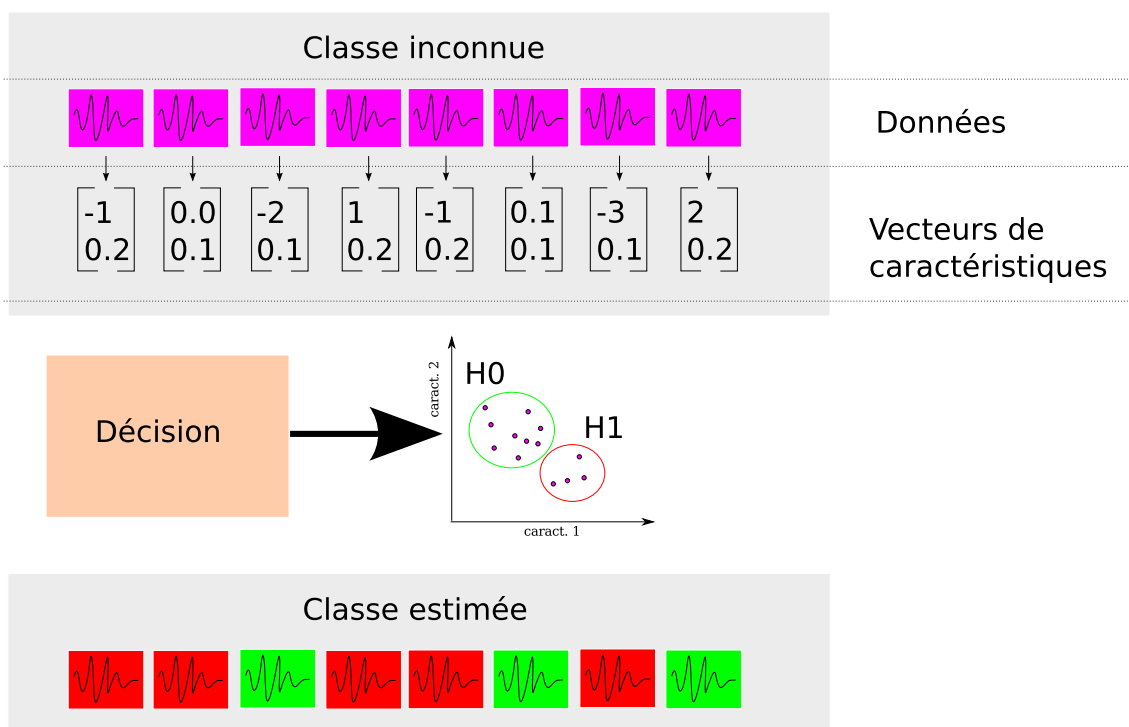 Classe inconnue
Données
-1 0.0 -2 1 -1 0.1 -3 2
0.2 0.1 0.1 0.2 0.2 0.1 0.1 0.2
Vecteurs de
caractéristiques
Décision
caract. 2
H0
H1
caract. 1
Classe estimée